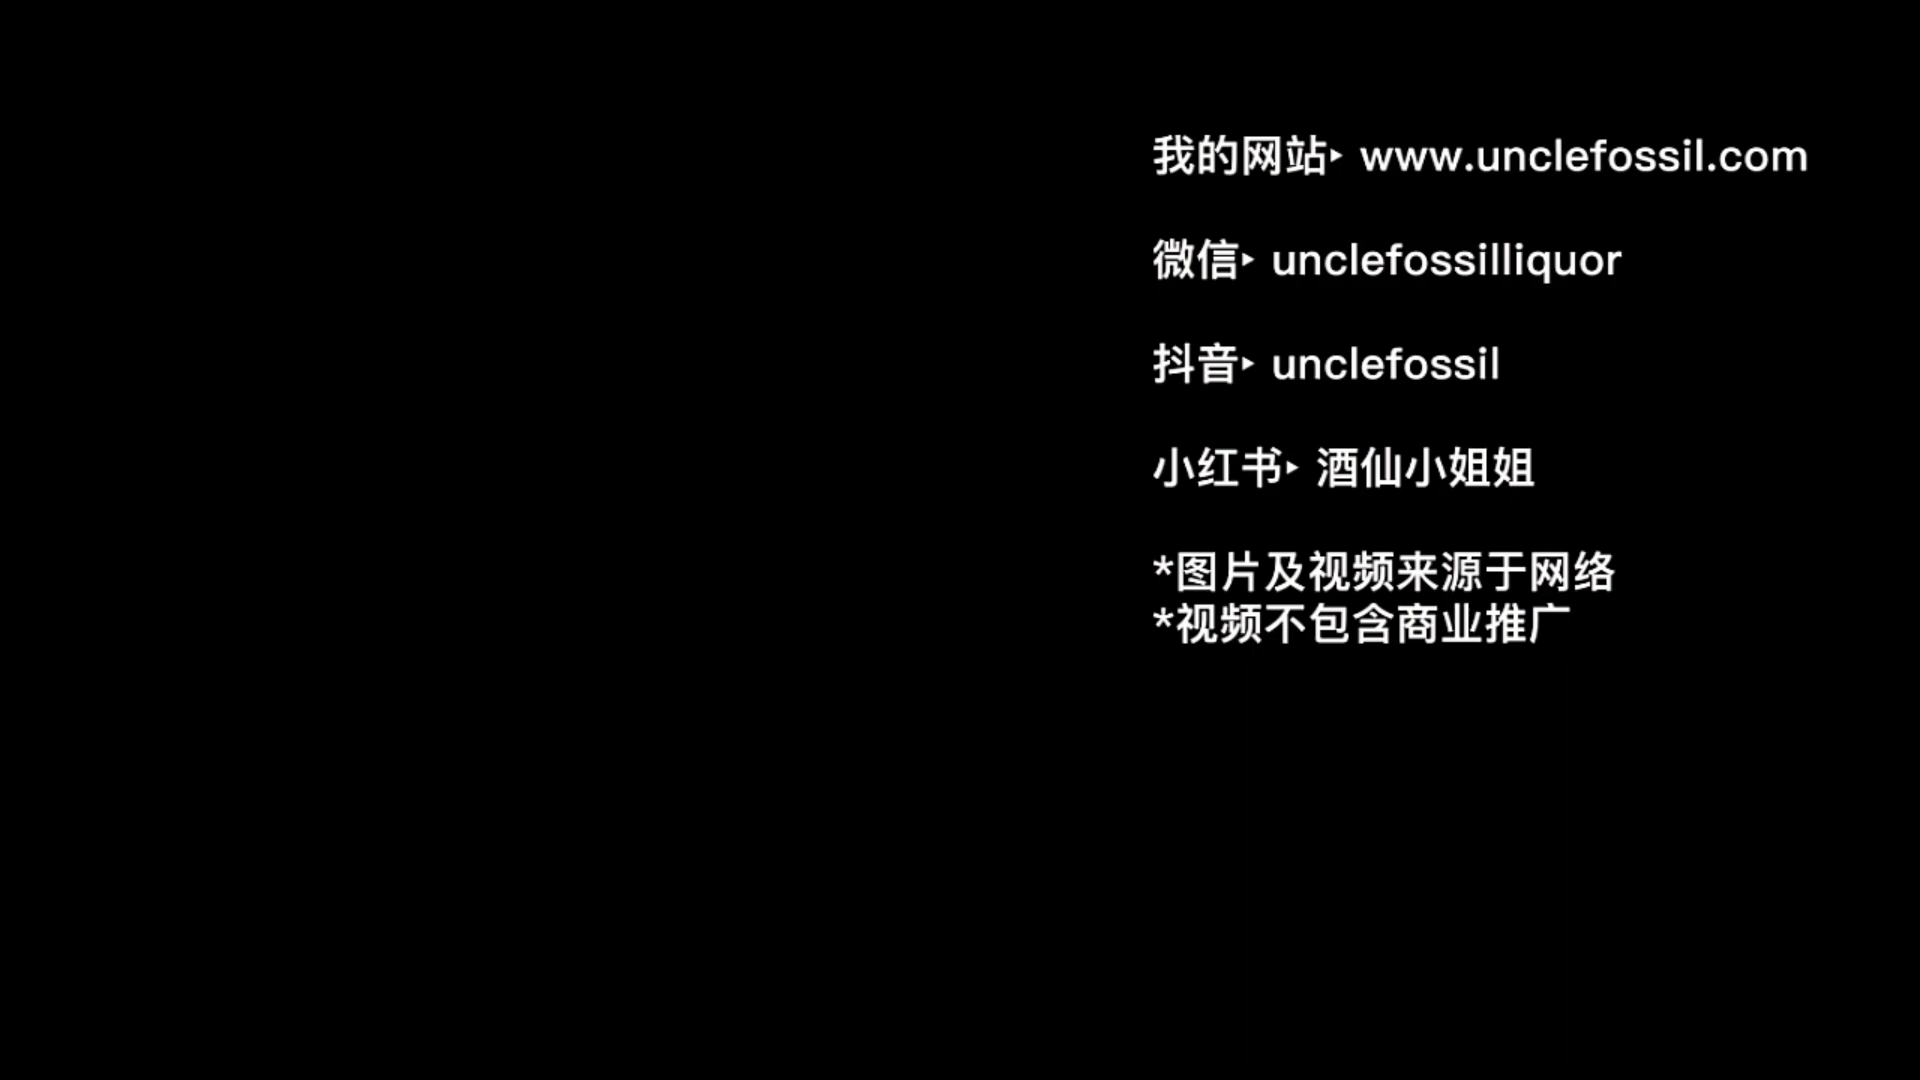 我的网站‣ www.unclefossil.com
微信‣ unclefossilliquor
抖音‣ unclefossil
小红书‣ 酒仙小姐姐
*图片及视频来源于网络
*视频不包含商业推广